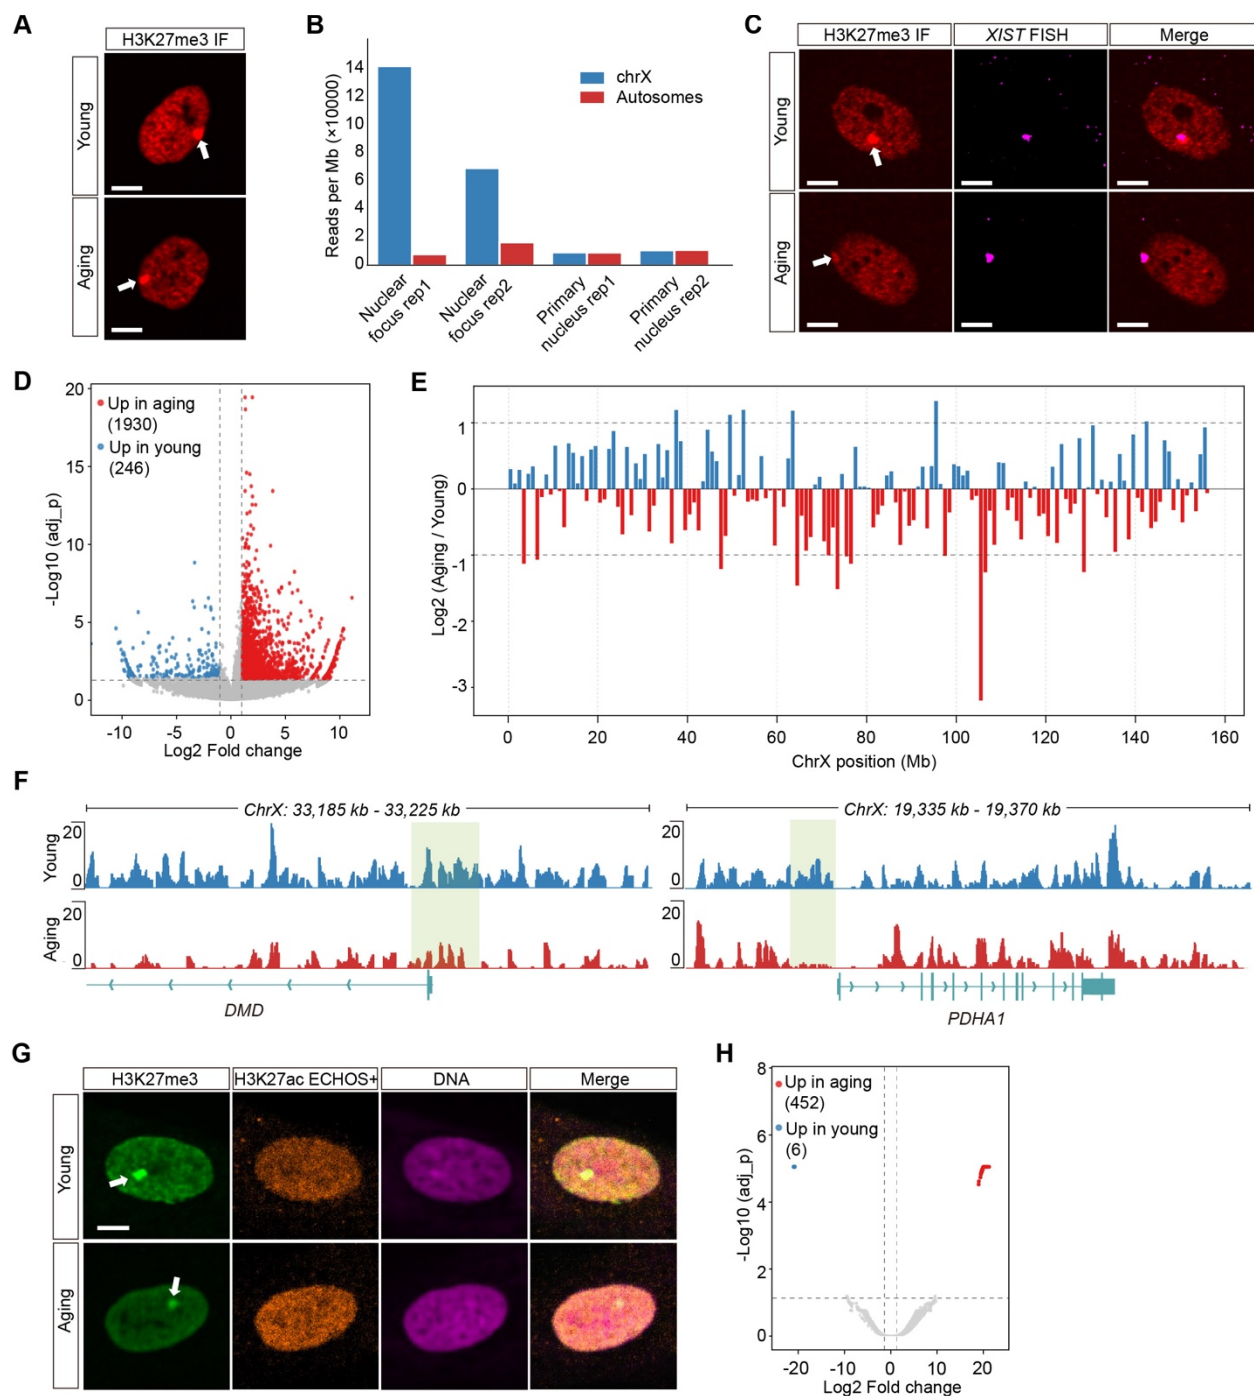 A
H3K27me3 IF
Young
Aging
B
Reads per Mb (×10000)
14
12
10
8
6
4
2
0
chrX
Autosomes
Nuclear
focus rep1
Nuclear
focus rep2
Primary
nucleus rep1
Primary
nucleus rep2
C
H3K27me3 IF
XIST FISH
Merge
Young
Aging
D
-Log10 (adj_p)
20
15
10
5
0
Up in aging
(1930)
Up in young
(246)
-10
-5
0
5
10
Log2 Fold change
E
Log2 (Aging / Young)
1
0
-1
-2
-3
0
20
40
60
80
100
120
140
160
ChrX position (Mb)
F
ChrX: 33,185 kb - 33,225 kb
Young
20
0
Aging
20
0
DMD
ChrX: 19,335 kb - 19,370 kb
20
0
20
0
PDHA1
G
H3K27me3
H3K27ac ECHOS+
DNA
Merge
Young
Aging
H
-Log10 (adj_p)
8
6
4
2
0
Up in aging
(452)
Up in young
(6)
-20
-10
0
10
20
Log2 Fold change